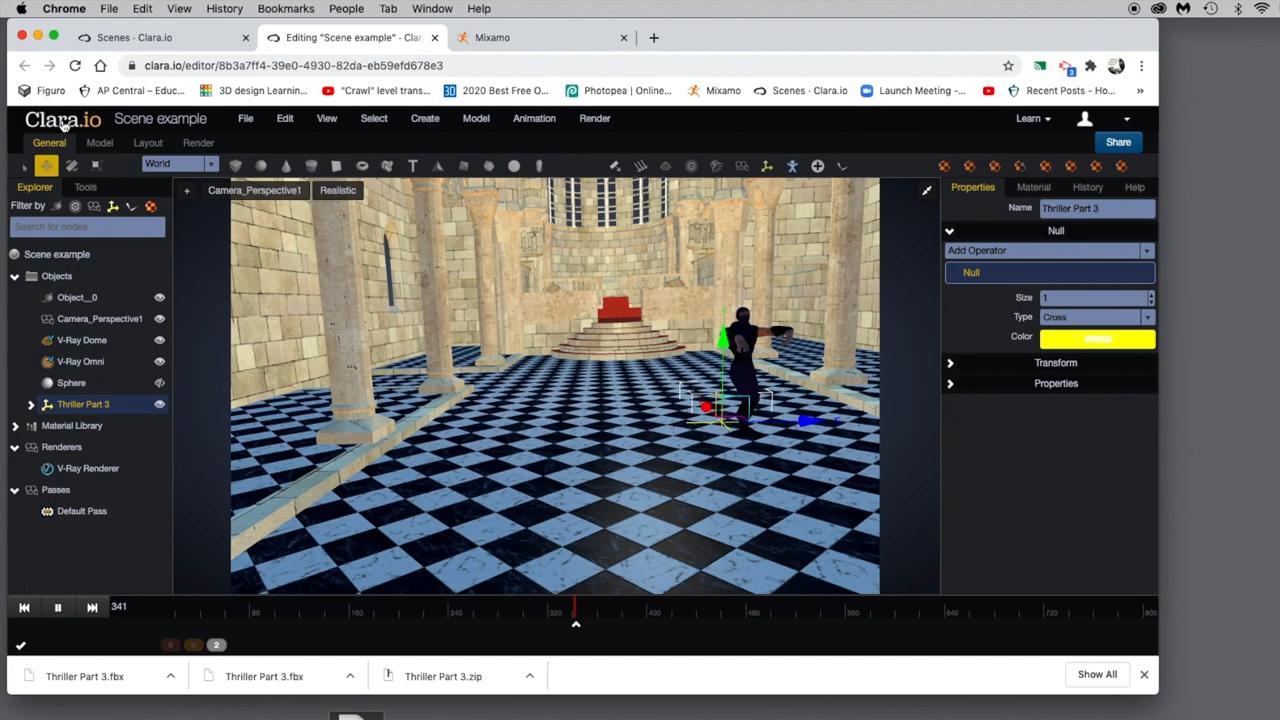 Chrome File Edit View History Bookmarks People Tab Window Help
Scenes - Clara.io
Editing "Scene example" - Clar
Mixamo
clara.io/editor/8b3a7ff4-39e0-4930-82da-eb59efd678e3
3
Figuro
AP Central – Educ...
3D design Learnin...
"Crawl" level trans...
2020 Best Free O...
Photopea | Online...
Mixamo
Scenes · Clara.io
Launch Meeting -...
Recent Posts - Ho...
»
Clara.io Scene example File Edit View Select Create Model Animation Render Learn
General Model Layout Render Share
World
Explorer Tools
Camera_Perspective1 Realistic
Properties Material History Help
Filter by
Name Thriller Part 3
Search for nodes
Null
Scene example
Add Operator
Objects
Null
Object__0
Size 1
Camera_Perspective1
Type Cross
V-Ray Dome
Color
V-Ray Omni
Transform
Sphere
Properties
Thriller Part 3
Material Library
Renderers
V-Ray Renderer
Passes
Default Pass
341
80 160 240 320 400 480 560 640 720 800
2
Thriller Part 3.fbx
Thriller Part 3.fbx
Thriller Part 3.zip
Show All